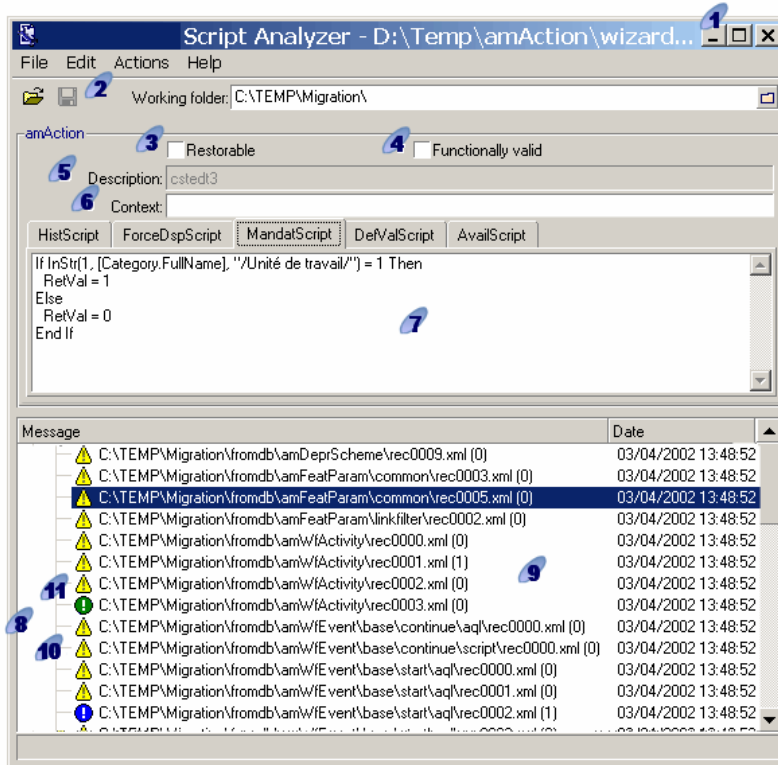 1
Script Analyzer - D:\Temp\amAction\wizard...
File Edit Actions Help
2
Working folder: C:\TEMP\Migration\
amAction
3 Restorable 4 Functionally valid
5 Description: cstedt3
6 Context:
HistScript ForceDspScript MandatScript DefValScript AvailScript
If InStr(1, [Category.FullName], "/Unité de travail/") = 1 Then
RetVal = 1
Else
RetVal = 0
End If
7
Message Date
C:\TEMP\Migration\fromdb\amDeprScheme\rec0009.xml (0) 03/04/2002 13:48:52
C:\TEMP\Migration\fromdb\amFeatParam\common\rec0003.xml (0) 03/04/2002 13:48:52
C:\TEMP\Migration\fromdb\amFeatParam\common\rec0005.xml (0) 03/04/2002 13:48:52
C:\TEMP\Migration\fromdb\amFeatParam\linkfilter\rec0002.xml (0) 03/04/2002 13:48:52
C:\TEMP\Migration\fromdb\amWfActivity\rec0000.xml (0) 03/04/2002 13:48:52
C:\TEMP\Migration\fromdb\amWfActivity\rec0001.xml (1) 9 03/04/2002 13:48:52
11 C:\TEMP\Migration\fromdb\amWfActivity\rec0002.xml (0) 03/04/2002 13:48:52
C:\TEMP\Migration\fromdb\amWfActivity\rec0003.xml (0) 03/04/2002 13:48:52
8 C:\TEMP\Migration\fromdb\amWfEvent\base\continue\aql\rec0000.xml (0) 03/04/2002 13:48:52
10 C:\TEMP\Migration\fromdb\amWfEvent\base\continue\script\rec0000.xml (0) 03/04/2002 13:48:52
C:\TEMP\Migration\fromdb\amWfEvent\base\start\aql\rec0000.xml (0) 03/04/2002 13:48:52
C:\TEMP\Migration\fromdb\amWfEvent\base\start\aql\rec0001.xml (0) 03/04/2002 13:48:52
C:\TEMP\Migration\fromdb\amWfEvent\base\start\aql\rec0002.xml (1) 03/04/2002 13:48:52